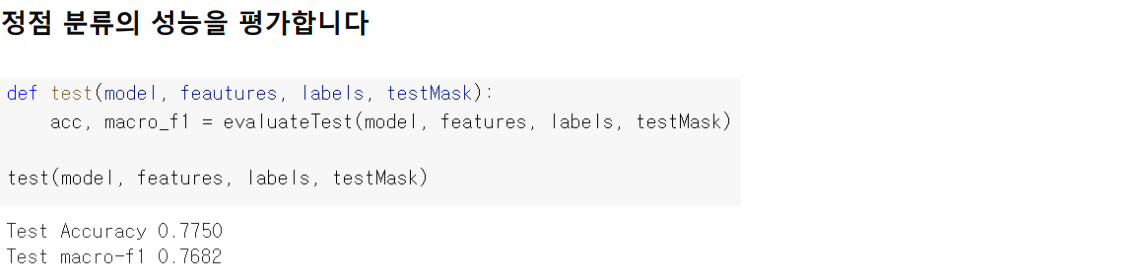 정점 분류의 성능을 평가합니다
def test(model, feautures, labels, testMask):
    acc, macro_f1 = evaluateTest(model, features, labels, testMask)
test(model, features, labels, testMask)
Test Accuracy 0.7750
Test macro-f1 0.7682